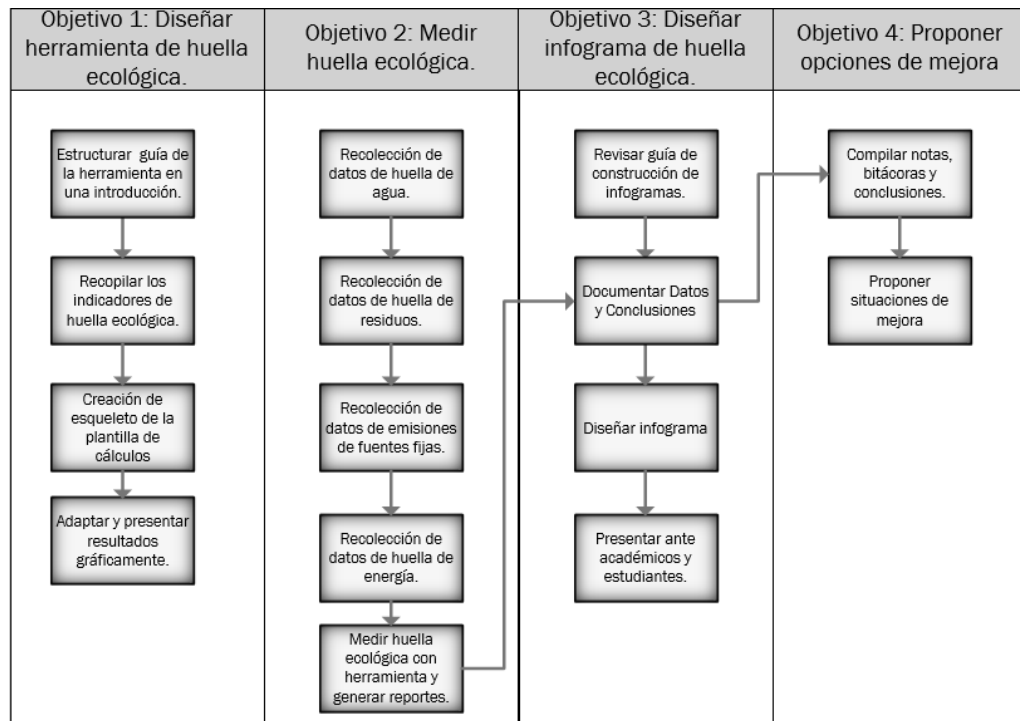 Objetivo 1: Diseñar
herramienta de huella
ecológica.
Objetivo 2: Medir
huella ecológica.
Objetivo 3: Diseñar
infograma de huella
ecológica.
Objetivo 4: Proponer
opciones de mejora
Estructurar guía de
la herramienta en
una introducción.
Recopilar los
indicadores de
huella ecológica.
Creación de
esqueleto de la
plantilla de
cálculos
Adaptar y presentar
resultados
gráficamente.
Recolección de
datos de huella de
agua.
Recolección de
datos de huella de
residuos.
Recolección de
datos de emisiones
de fuentes fijas.
Recolección de
datos de huella de
energía.
Medir huella
ecológica con
herramienta y
generar reportes.
Revisar guía de
construcción de
infogramas.
Documentar Datos
y Conclusiones
Diseñar infograma
Presentar ante
académicos y
estudiantes.
Compilar notas,
bitácoras y
conclusiones.
Proponer
situaciones de
mejora